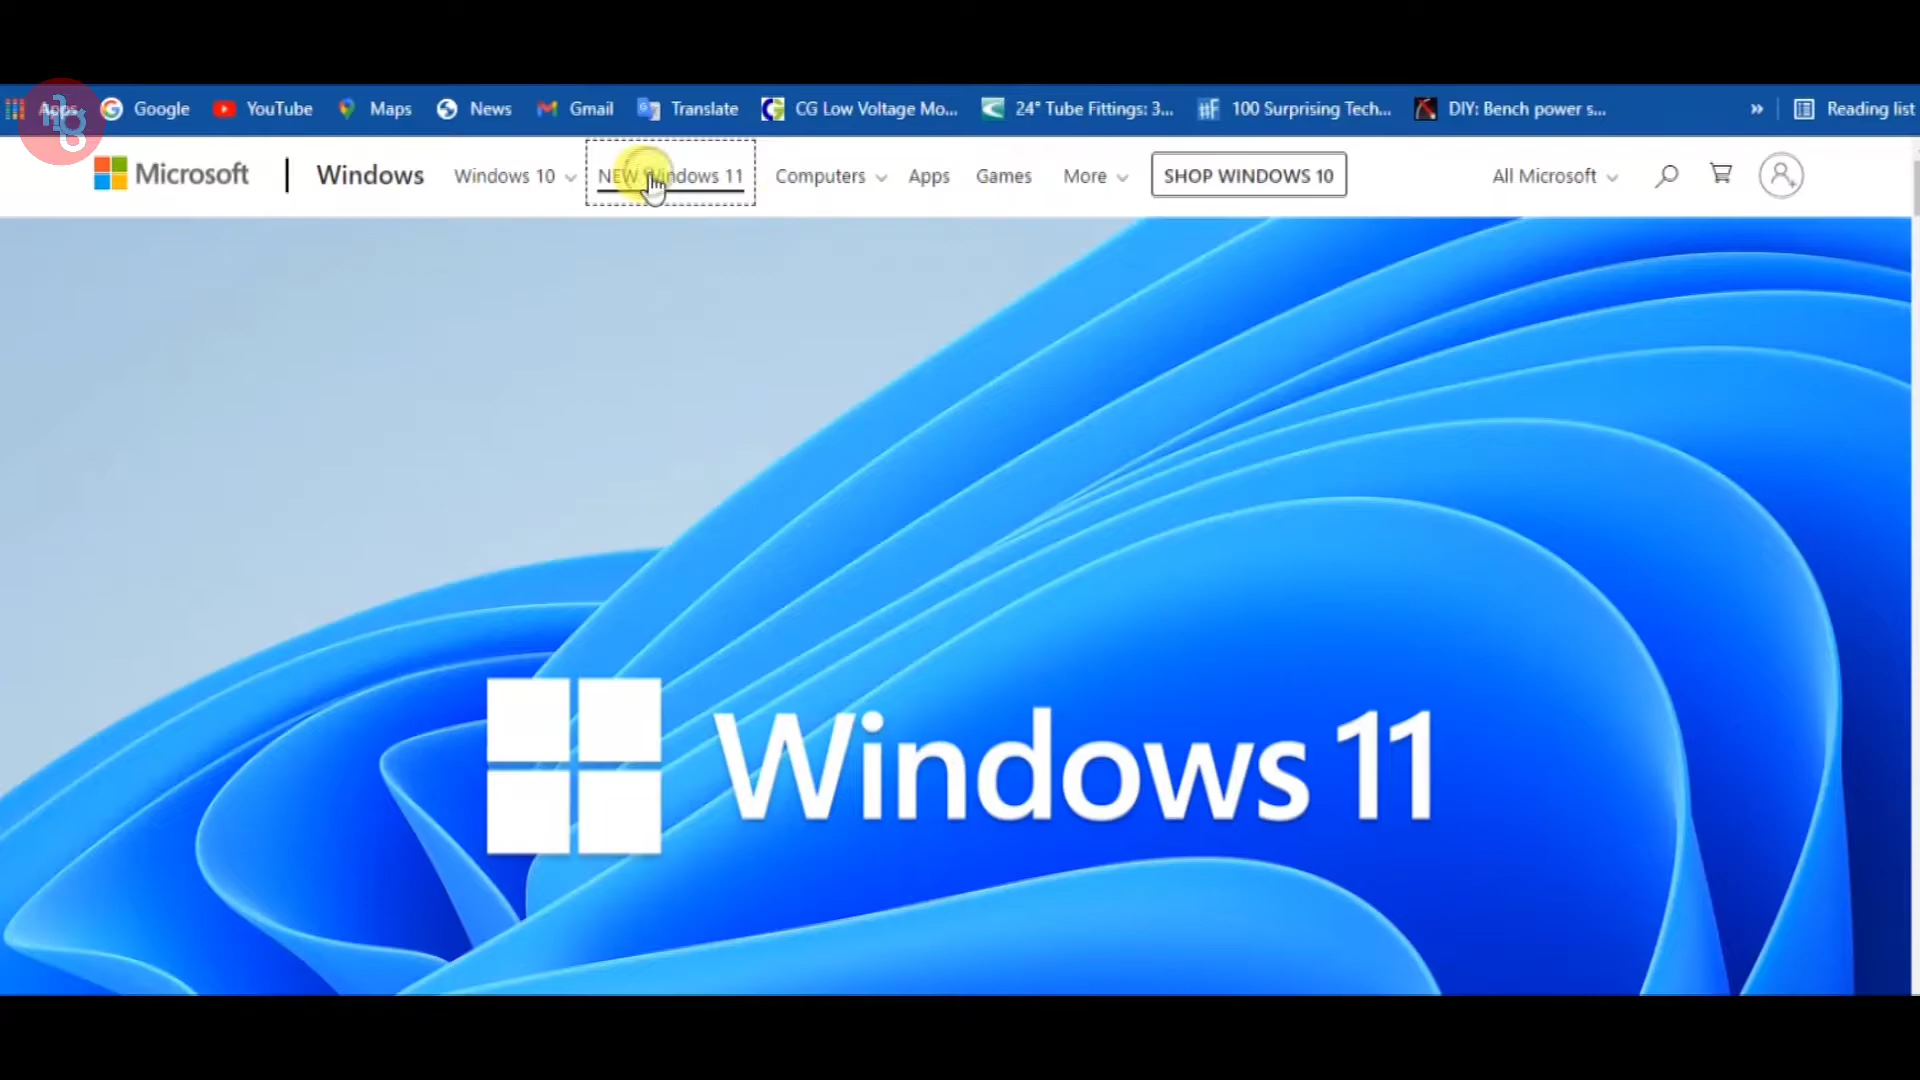 Apps Google YouTube Maps News Gmail Translate CG Low Voltage Mo... 24° Tube Fittings: 3... 100 Surprising Tech... DIY: Bench power s... » Reading list
Microsoft Windows Windows 10 NEW Windows 11 Computers Apps Games More SHOP WINDOWS 10 All Microsoft
Windows 11